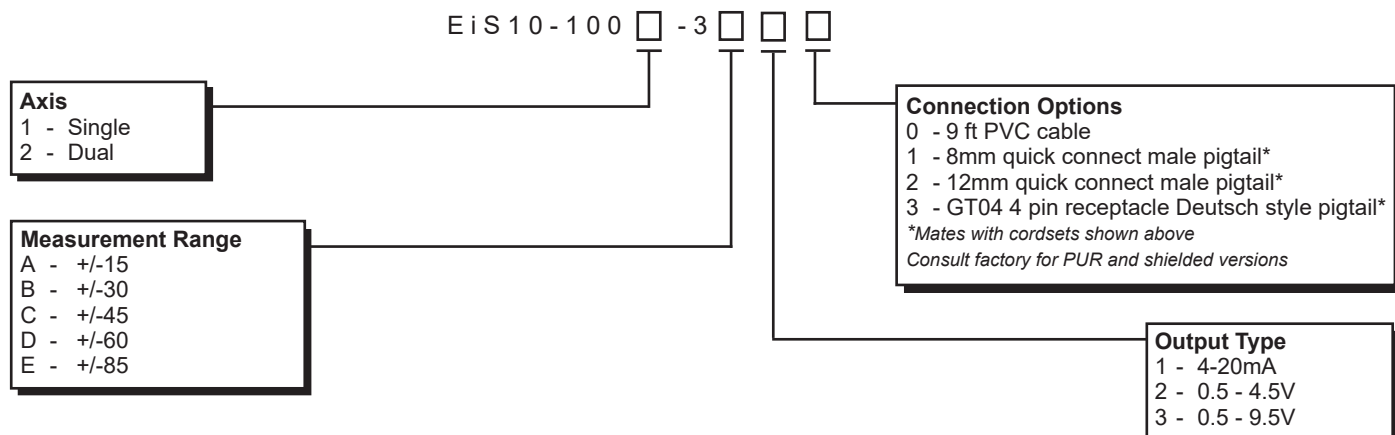 EiS10-100 □ -3 □ □ □
Axis
1 - Single
2 - Dual
Measurement Range
A - +/-15
B - +/-30
C - +/-45
D - +/-60
E - +/-85
Connection Options
0 - 9 ft PVC cable
1 - 8mm quick connect male pigtail*
2 - 12mm quick connect male pigtail*
3 - GT04 4 pin receptacle Deutsch style pigtail*
*Mates with cordsets shown above
Consult factory for PUR and shielded versions
Output Type
1 - 4-20mA
2 - 0.5 - 4.5V
3 - 0.5 - 9.5V